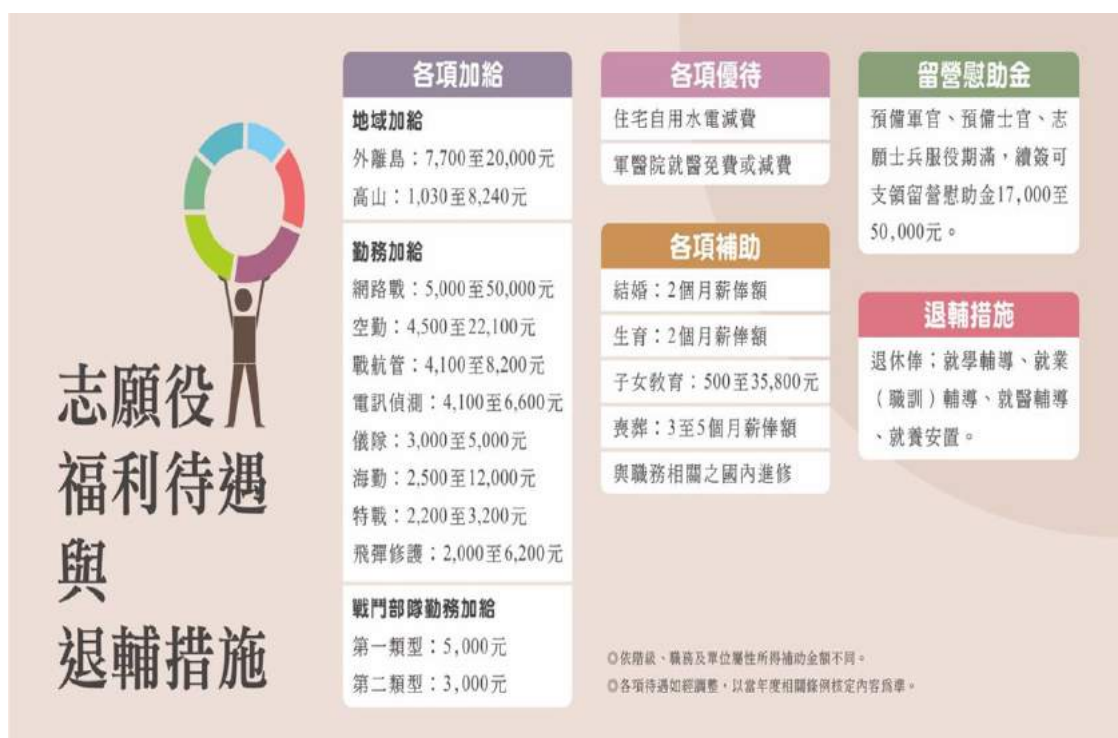 志願役
福利待遇
與
退輔措施
各項加給
地域加給
外離島：7,700至20,000元
高山：1,030至8,240元
勤務加給
網路戰：5,000至50,000元
空勤：4,500至22,100元
戰航管：4,100至8,200元
電訊偵測：4,100至6,600元
儀隊：3,000至5,000元
海勤：2,500至12,000元
特戰：2,200至3,200元
飛彈修護：2,000至6,200元
戰鬥部隊勤務加給
第一類型：5,000元
第二類型：3,000元
各項優待
住宅自用水電減費
軍醫院就醫免費或減費
各項補助
結婚：2個月薪俸額
生育：2個月薪俸額
子女教育：500至35,800元
喪葬：3至5個月薪俸額
與職務相關之國內進修
留營慰助金
預備軍官、預備士官、志
願士兵服役期滿，續簽可
支領留營慰助金17,000至
50,000元。
退輔措施
退休俸；就學輔導、就業
（職訓）輔導、就醫輔導
、就養安置。
◎依階級、職務及單位屬性所得補助金額不同。
◎各項待遇如經調整，以當年度相關條例核定內容為準。